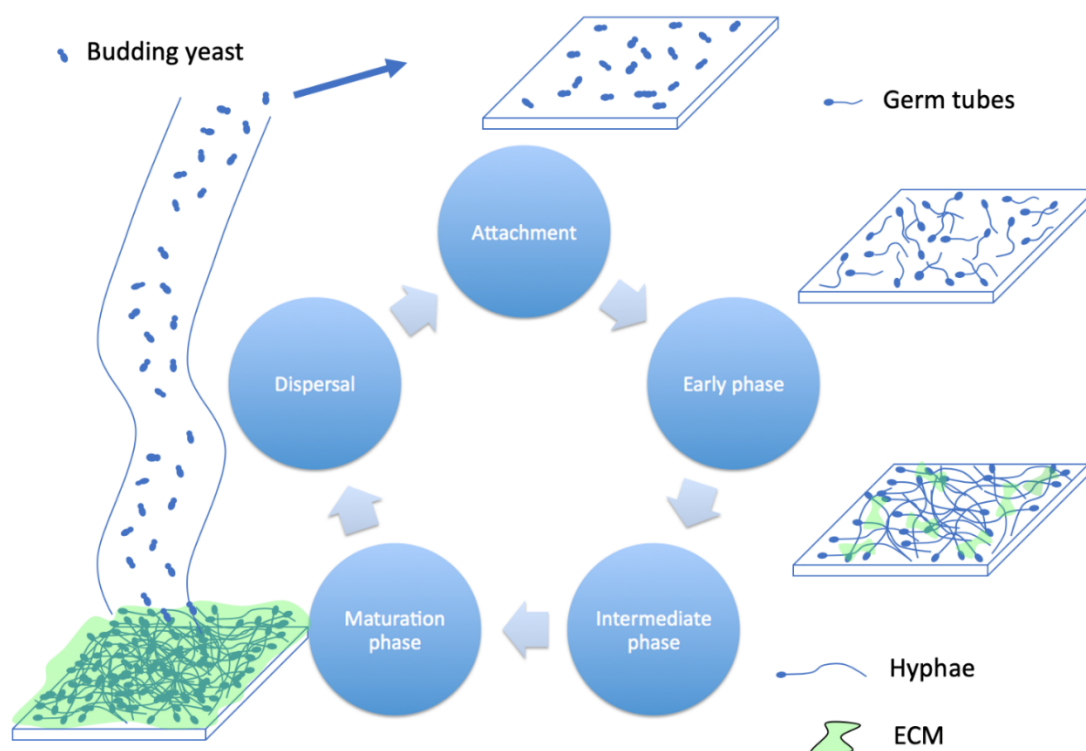 Budding yeast
Germ tubes
Attachment
Dispersal
Early phase
Maturation
phase
Intermediate
phase
Hyphae
ECM